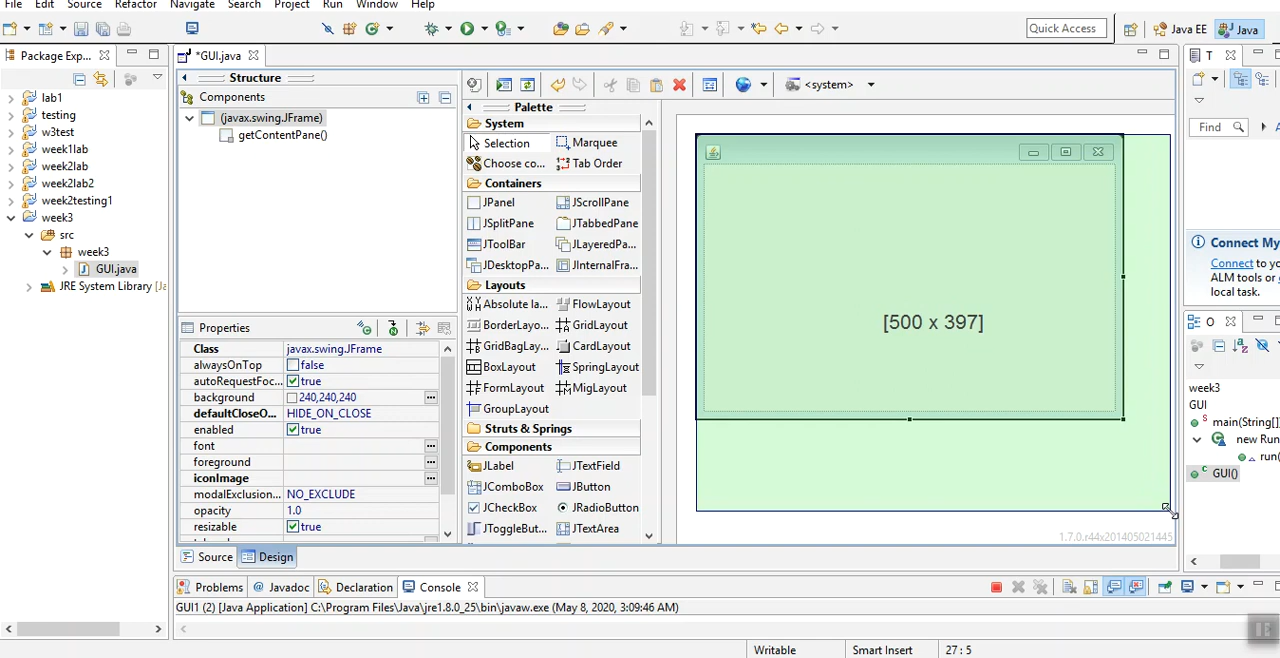 File Edit Source Refactor Navigate Search Project Run Window Help
Quick Access
Java EE
Java
Package Exp...
*GUI.java
T
lab1
testing
w3test
week1lab
week2lab
week2lab2
week2testing1
week3
src
week3
GUI.java
JRE System Library [Ja
Structure
Components
(javax.swing.JFrame)
getContentPane()
Properties
Class javax.swing.JFrame
alwaysOnTop false
autoRequestFoc... true
background 240,240,240
defaultCloseO... HIDE_ON_CLOSE
enabled true
font
foreground
iconImage
modalExclusion... NO_EXCLUDE
opacity 1.0
resizable true
<system>
Palette
System
Selection Marquee
Choose co... Tab Order
Containers
JPanel JScrollPane
JSplitPane JTabbedPane
JToolBar JLayeredPa...
JDesktopPa... JInternalFra...
Layouts
Absolute la... FlowLayout
BorderLay... GridLayout
GridBagLay... CardLayout
BoxLayout SpringLayout
FormLayout MigLayout
GroupLayout
Struts & Springs
Components
JLabel JTextField
JComboBox JButton
JCheckBox JRadioButton
JToggleBut... JTextArea
[500 x 397]
1.7.0.r44x201405021445
Find
Connect My
Connect to yo
ALM tools or
local task.
O
week3
GUI
main(String[]
new Run
run(
GUI()
Source Design
Problems @ Javadoc Declaration Console
GUI1 (2) [Java Application] C:\Program Files\Java\jre1.8.0_25\bin\javaw.exe (May 8, 2020, 3:09:46 AM)
Writable Smart Insert 27 : 5